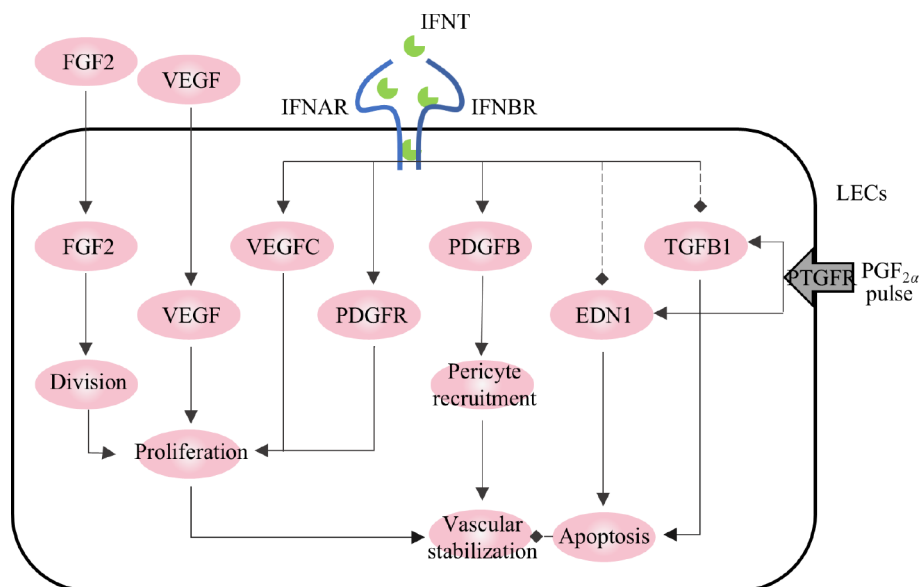 IFNT
FGF2
VEGF
IFNAR
IFNBR
LECs
FGF2
VEGFC
PDGFB
TGFB1
PTGFR
PGF2α
pulse
VEGF
PDGFR
EDN1
Division
Pericyte
recruitment
Proliferation
Vascular
stabilization
Apoptosis